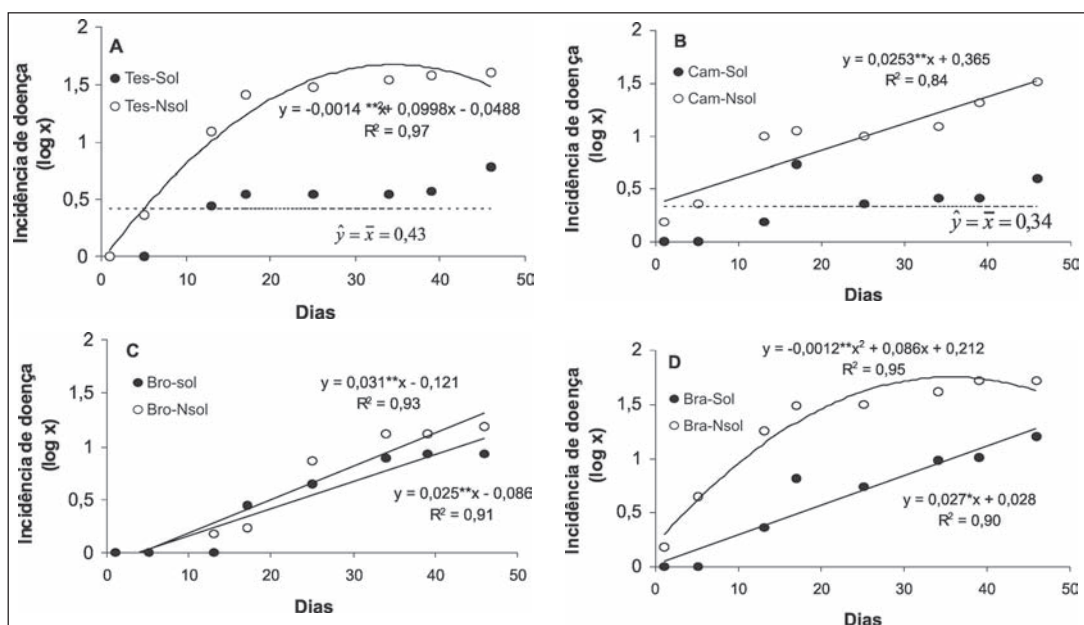 A
Incidência de doença
(log x)
2
1,5
1
0,5
0
Tes-Sol
Tes-Nsol
y = -0,0014 **x²+ 0,0998x - 0,0488
R² = 0,97
ŷ = x̄ = 0,43
0 10 20 30 40 50
Dias
B
Incidência de doença
(log x)
2
1,5
1
0,5
0
Cam-Sol
Cam-Nsol
y = 0,0253**x + 0,365
R² = 0,84
ŷ = x̄ = 0,34
0 10 20 30 40 50
Dias
C
Incidência de doença
(log x)
2
1,5
1
0,5
0
Bro-sol
Bro-Nsol
y = 0,031**x - 0,121
R² = 0,93
y = 0,025**x - 0,086
R² = 0,91
0 10 20 30 40 50
Dias
D
Incidência de doença
(log x)
2
1,5
1
0,5
0
Bra-Sol
Bra-Nsol
y = -0,0012**x² + 0,086x + 0,212
R² = 0,95
y = 0,027*x + 0,028
R² = 0,90
0 10 20 30 40 50
Dias